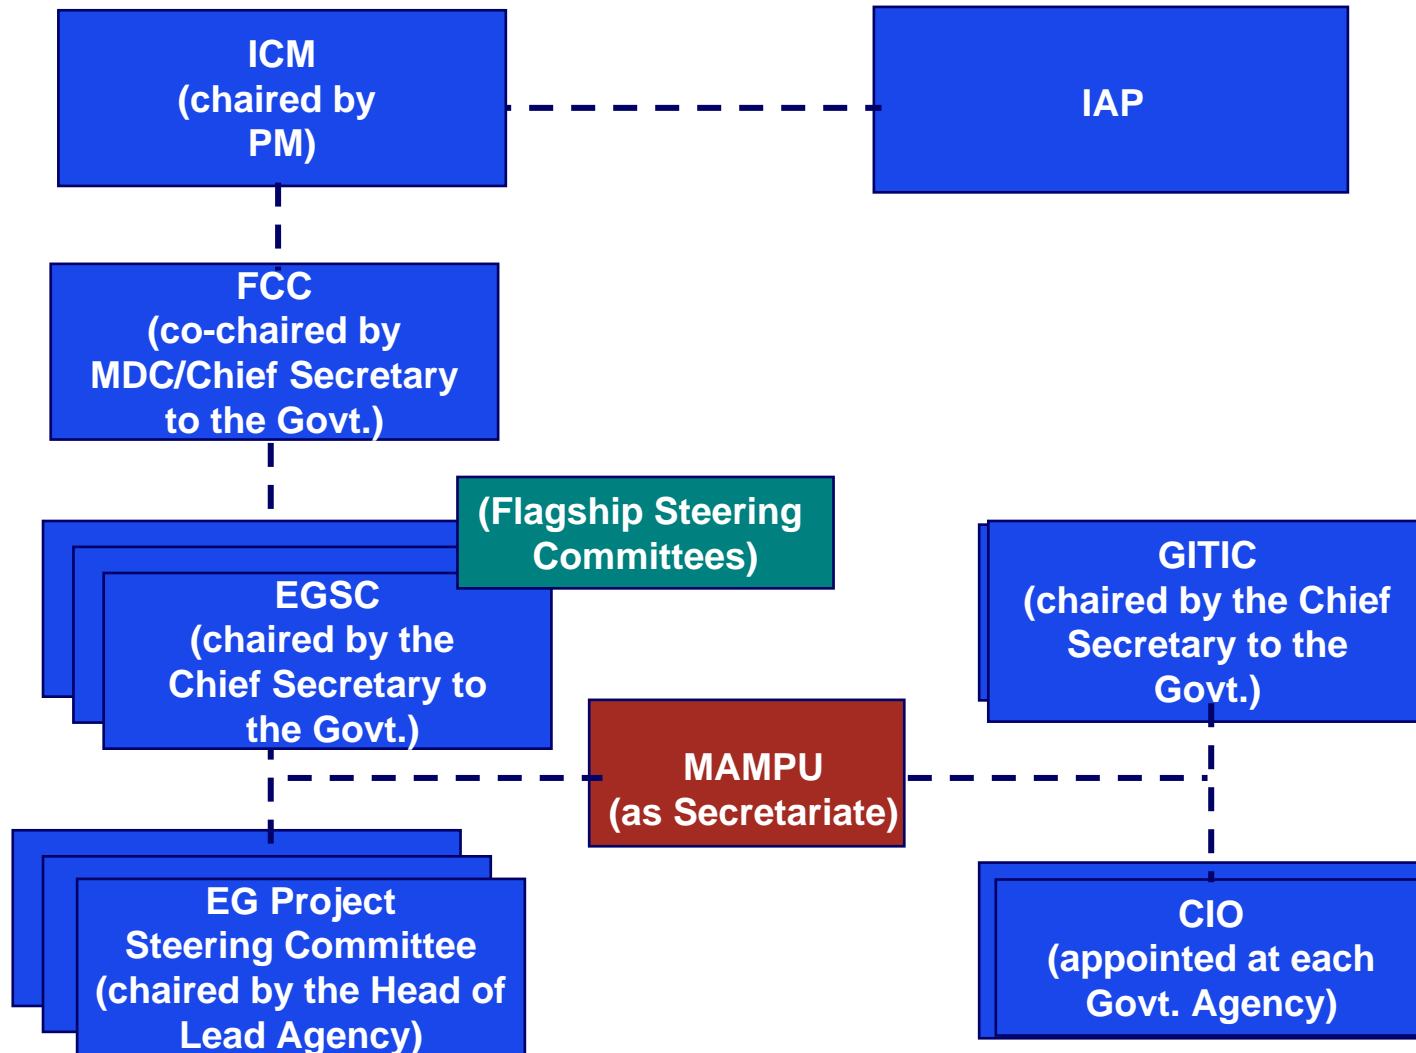 ICM
(chaired by
PM)
IAP
FCC
(co-chaired by
MDC/Chief Secretary
to the Govt.)
(Flagship Steering
Committees)
EGSC
(chaired by the
Chief Secretary to
the Govt.)
GITIC
(chaired by the Chief
Secretary to the
Govt.)
MAMPU
(as Secretariate)
EG Project
Steering Committee
(chaired by the Head of
Lead Agency)
CIO
(appointed at each
Govt. Agency)